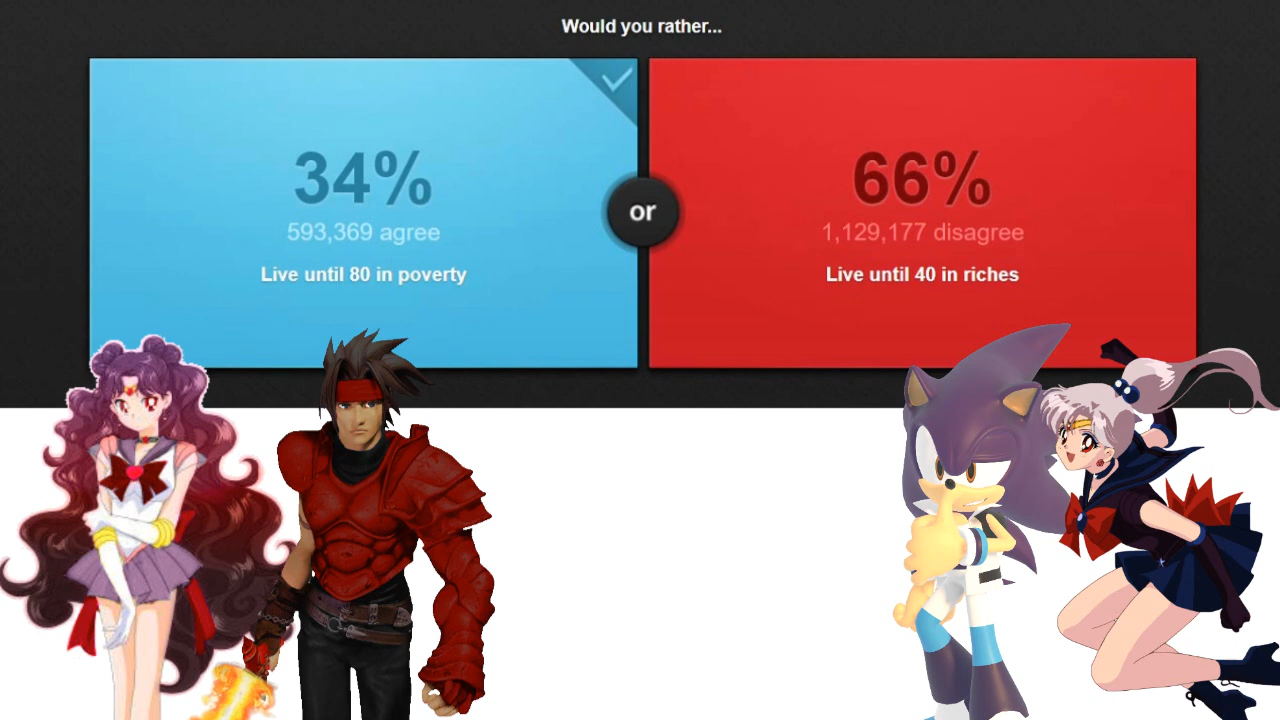 Would you rather...
34%
593,369 agree
Live until 80 in poverty
or
66%
1,129,177 disagree
Live until 40 in riches